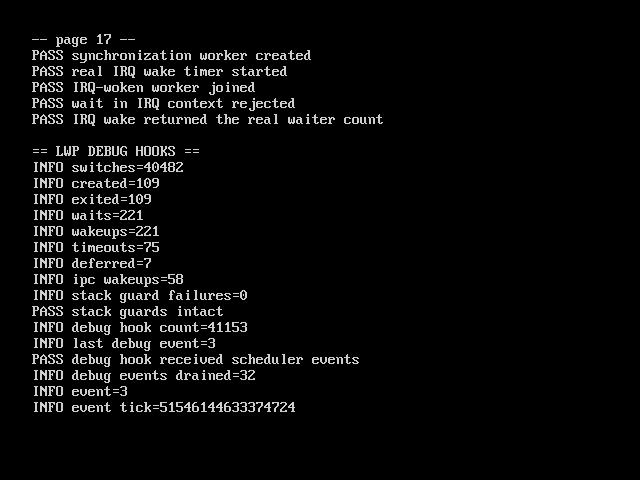 -- page 17 --
PASS synchronization worker created
PASS real IRQ wake timer started
PASS IRQ-woken worker joined
PASS wait in IRQ context rejected
PASS IRQ wake returned the real waiter count
== LWP DEBUG HOOKS ==
INFO switches=40482
INFO created=109
INFO exited=109
INFO waits=221
INFO wakeups=221
INFO timeouts=75
INFO deferred=7
INFO ipc wakeups=58
INFO stack guard failures=0
PASS stack guards intact
INFO debug hook count=41153
INFO last debug event=3
PASS debug hook received scheduler events
INFO debug events drained=32
INFO event=3
INFO event tick=51546144633374724